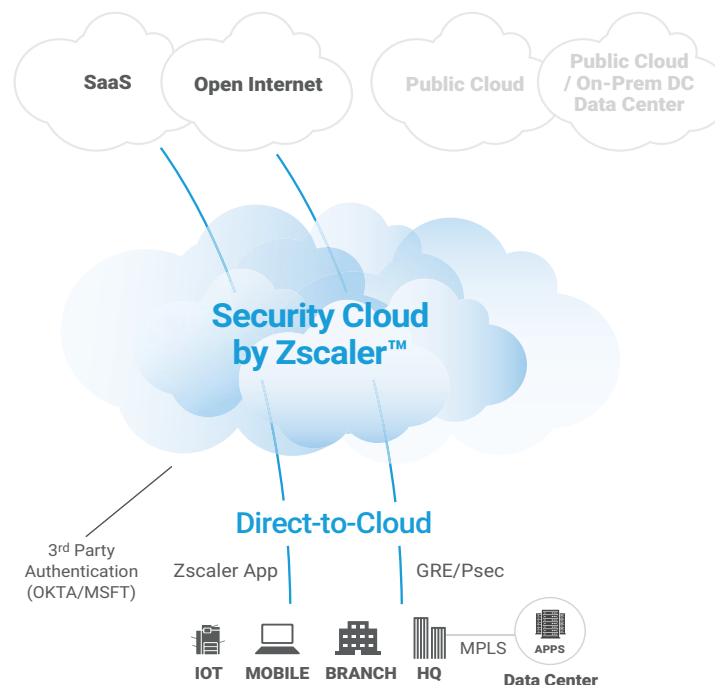 SaaS
Open Internet
Public Cloud
Public Cloud
/ On-Prem DC
Data Center
Security Cloud
by Zscaler™
Direct-to-Cloud
3rd Party
Authentication
(OKTA/MSFT)
Zscaler App
GRE/Psec
IOT
MOBILE
BRANCH
HQ
MPLS
APPS
Data Center